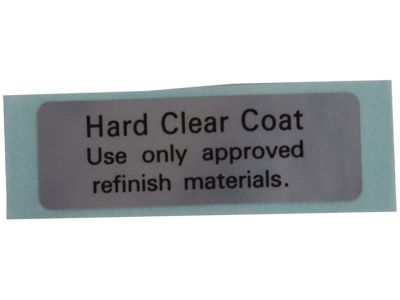 Hard Clear Coat
Use only approved
refinish materials.